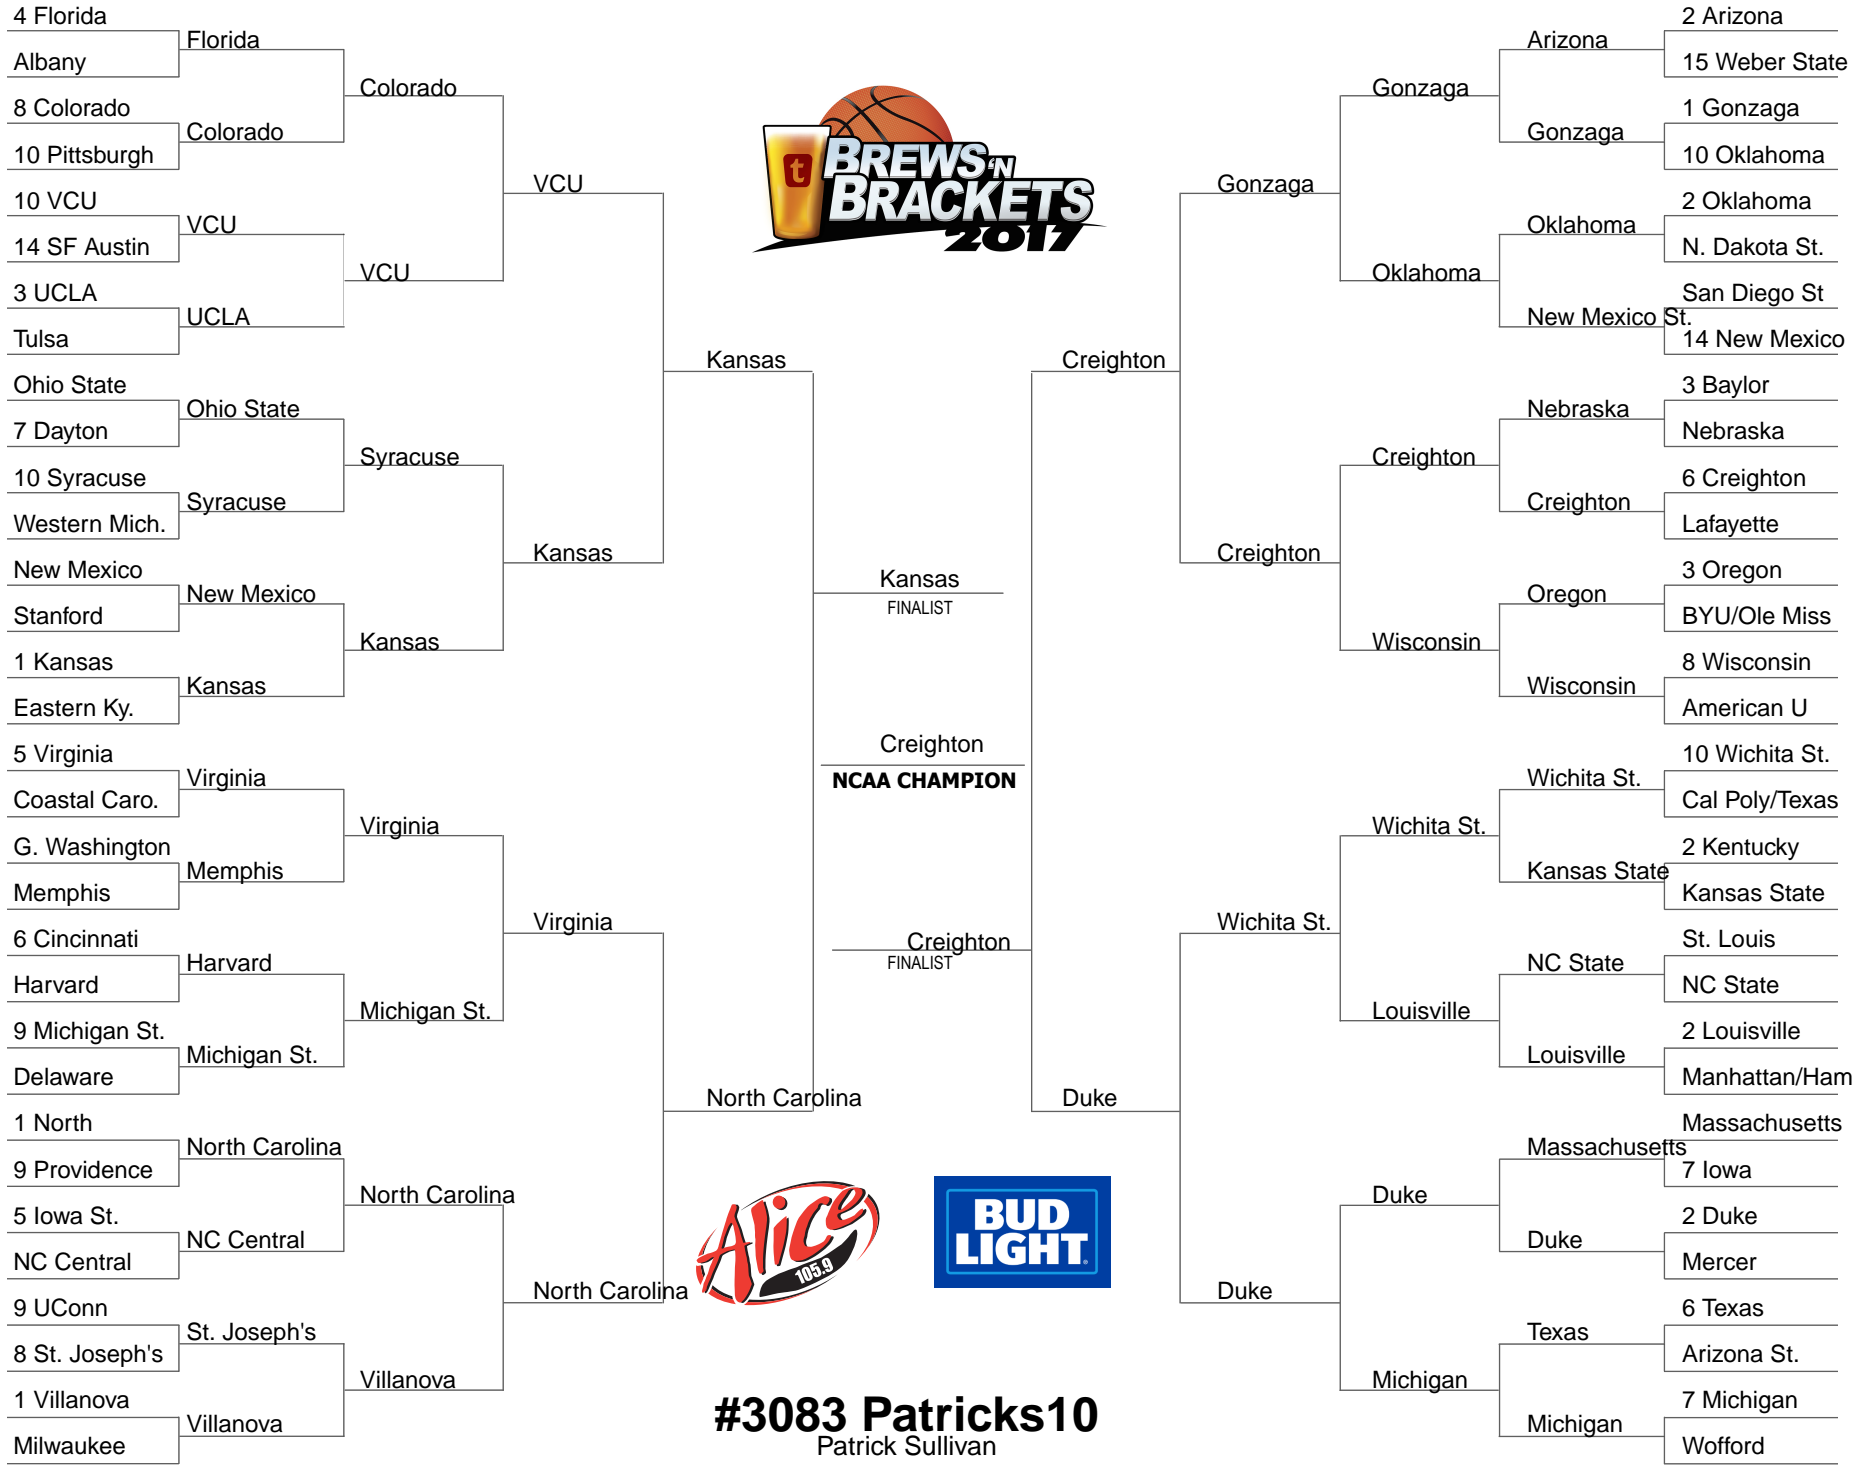 4 Florida
Albany
8 Colorado
10 Pittsburgh
10 VCU
14 SF Austin
3 UCLA
Tulsa
Ohio State
7 Dayton
10 Syracuse
Western Mich.
New Mexico
Stanford
1 Kansas
Eastern Ky.
5 Virginia
Coastal Caro.
G. Washington
Memphis
6 Cincinnati
Harvard
9 Michigan St.
Delaware
1 North
9 Providence
5 Iowa St.
NC Central
9 UConn
8 St. Joseph's
1 Villanova
Milwaukee
Florida
Colorado
VCU
UCLA
Ohio State
Syracuse
New Mexico
Kansas
Virginia
Memphis
Harvard
Michigan St.
North Carolina
NC Central
St. Joseph's
Villanova
Colorado
VCU
Syracuse
Kansas
Virginia
Michigan St.
North Carolina
Villanova
VCU
Kansas
Virginia
North Carolina
Kansas
North Carolina
t
BREWS 'N
BRACKETS
2017
Kansas
FINALIST
Creighton
NCAA CHAMPION
Creighton
FINALIST
Alice
105.9
BUD
LIGHT
#3083 Patricks10
Patrick Sullivan
Creighton
Duke
Gonzaga
Creighton
Wichita St.
Duke
Gonzaga
Oklahoma
Creighton
Wisconsin
Wichita St.
Louisville
Duke
Michigan
Arizona
Gonzaga
Oklahoma
New Mexico St.
Nebraska
Creighton
Oregon
Wisconsin
Wichita St.
Kansas State
NC State
Louisville
Massachusetts
Duke
Texas
Michigan
2 Arizona
15 Weber State
1 Gonzaga
10 Oklahoma
2 Oklahoma
N. Dakota St.
San Diego St
14 New Mexico
3 Baylor
Nebraska
6 Creighton
Lafayette
3 Oregon
BYU/Ole Miss
8 Wisconsin
American U
10 Wichita St.
Cal Poly/Texas
2 Kentucky
Kansas State
St. Louis
NC State
2 Louisville
Manhattan/Ham
Massachusetts
7 Iowa
2 Duke
Mercer
6 Texas
Arizona St.
7 Michigan
Wofford